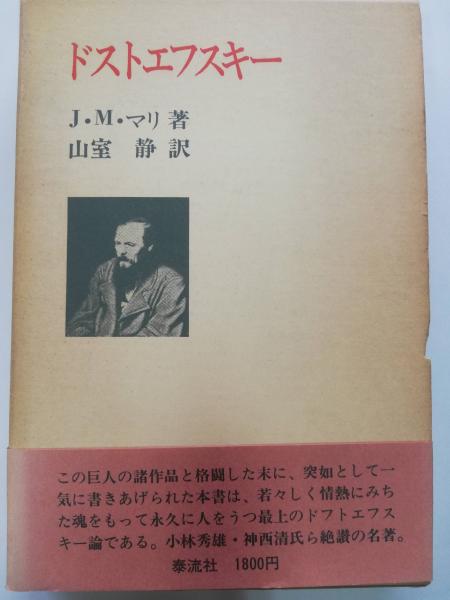 ドストエフスキー
J・M・マリ 著
山室 静 訳
この巨人の諸作品と格闘した末に、突如として一
気に書きあげられた本書は、若々しく情熱にみち
た魂をもって永久に人をうつ最上のドフトエフス
キー論である。小林秀雄・神西清氏ら絶讃の名著。
泰流社 1800円